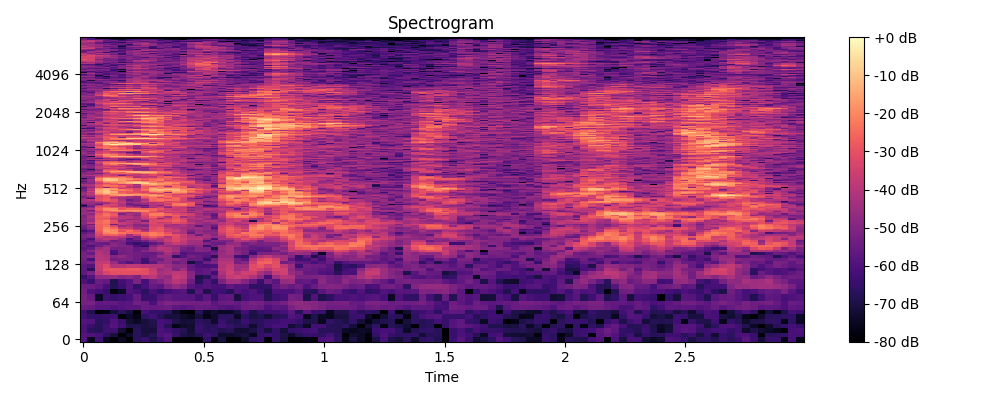 Spectrogram
Hz
4096
2048
1024
512
256
128
64
0
0
0.5
1
1.5
2
2.5
Time
+0 dB
-10 dB
-20 dB
-30 dB
-40 dB
-50 dB
-60 dB
-70 dB
-80 dB